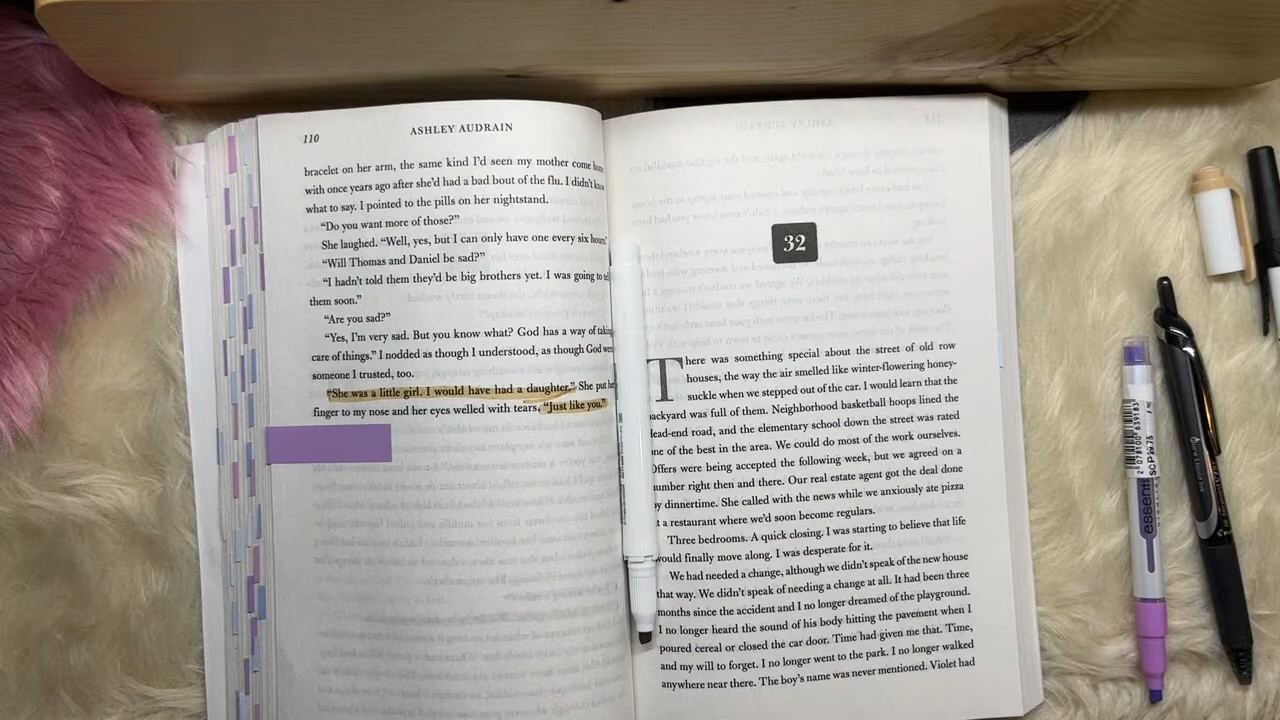 110
ASHLEY AUDRAIN
bracelet on her arm, the same kind I'd seen my mother come home
with once years ago after she'd had a bad bout of the flu. I didn't know
what to say. I pointed to the pills on her nightstand.
“Do you want more of those?”
She laughed. “Well, yes, but I can only have one every six hours.”
“Will Thomas and Daniel be sad?”
“I hadn't told them they'd be big brothers yet. I was going to tell
them soon.”
“Are you sad?”
“Yes, I'm very sad. But you know what? God has a way of taking
care of things.” I nodded as though I understood, as though God were
someone I trusted, too.
“She was a little girl. I would have had a daughter.” She put her
finger to my nose and her eyes welled with tears. “Just like you.”
32
There was something special about the street of old row
houses, the way the air smelled like winter-flowering honey-
suckle when we stepped out of the car. I would learn that the
backyard was full of them. Neighborhood basketball hoops lined the
dead-end road, and the elementary school down the street was rated
one of the best in the area. We could do most of the work ourselves.
Offers were being accepted the following week, but we agreed on a
number right then and there. Our real estate agent got the deal done
by dinnertime. She called with the news while we anxiously ate pizza
at a restaurant where we'd soon become regulars.
Three bedrooms. A quick closing. I was starting to believe that life
would finally move along. I was desperate for it.
We had needed a change, although we didn't speak of the new house
that way. We didn't speak of needing a change at all. It had been three
months since the accident and I no longer dreamed of the playground.
I no longer heard the sound of his body hitting the pavement when I
poured cereal or closed the car door. Time had given me that. Time,
and my will to forget. I no longer went to the park. I no longer walked
anywhere near there. The boy's name was never mentioned. Violet had
essenti